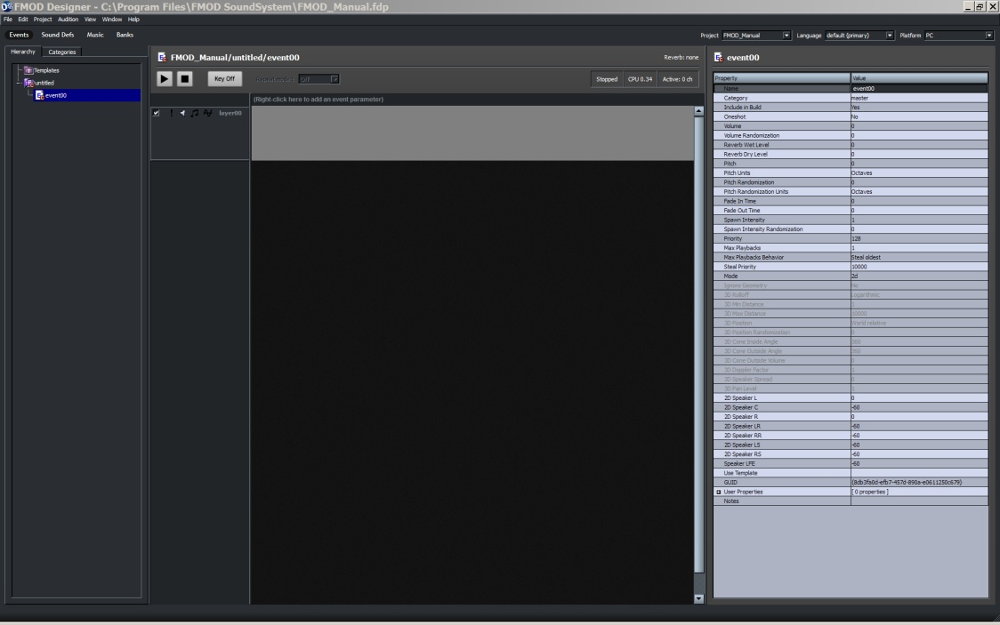 FMOD Designer - C:\Program Files\FMOD SoundSystem\FMOD_Manual.fdp
File Edit Project Audition View Window Help
Events Sound Defs Music Banks
Project FMOD_Manual Language default (primary) Platform PC
Hierarchy Categories
Templates
untitled
event00
FMOD_Manual/untitled/event00
Reverb: none
Key Off
Repeat mode: Off
Stopped CPU 0.34 Active: 0 ch
(Right-click here to add an event parameter)
layer00
event00
Property Value
Name event00
Category master
Include in Build Yes
Oneshot No
Volume 0
Volume Randomization 0
Reverb Wet Level 0
Reverb Dry Level 0
Pitch 0
Pitch Units Octaves
Pitch Randomization 0
Pitch Randomization Units Octaves
Fade In Time 0
Fade Out Time 0
Spawn Intensity 1
Spawn Intensity Randomization 0
Priority 128
Max Playbacks 1
Max Playbacks Behavior Steal oldest
Steal Priority 10000
Mode 2d
Ignore Geometry No
3D Rolloff Logarithmic
3D Min Distance 1
3D Max Distance 10000
3D Position World relative
3D Position Randomization 0
3D Cone Inside Angle 360
3D Cone Outside Angle 360
3D Cone Outside Volume 0
3D Doppler Factor 1
3D Speaker Spread 0
3D Pan Level 1
2D Speaker L 0
2D Speaker C -60
2D Speaker R 0
2D Speaker LR -60
2D Speaker RR -60
2D Speaker LS -60
2D Speaker RS -60
Speaker LFE -60
Use Template
GUID {8db3fa0d-efb7-457d-890a-e0611250c679}
User Properties [ 0 properties ]
Notes